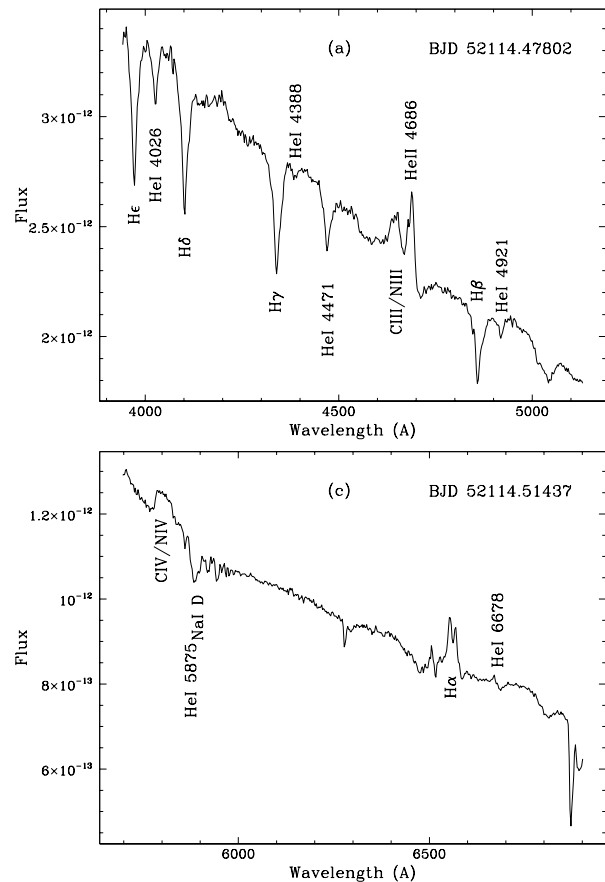 (a)
BJD 52114.47802
Flux
3×10⁻¹²
2.5×10⁻¹²
2×10⁻¹²
Hϵ
HeI 4026
Hδ
Hγ
HeI 4388
HeI 4471
CIII/NIII
HeII 4686
Hβ
HeI 4921
4000
4500
5000
Wavelength (A)
(c)
BJD 52114.51437
Flux
1.2×10⁻¹²
10⁻¹²
8×10⁻¹³
6×10⁻¹³
CIV/NIV
HeI 5875
NaI D
Hα
HeI 6678
6000
6500
Wavelength (A)